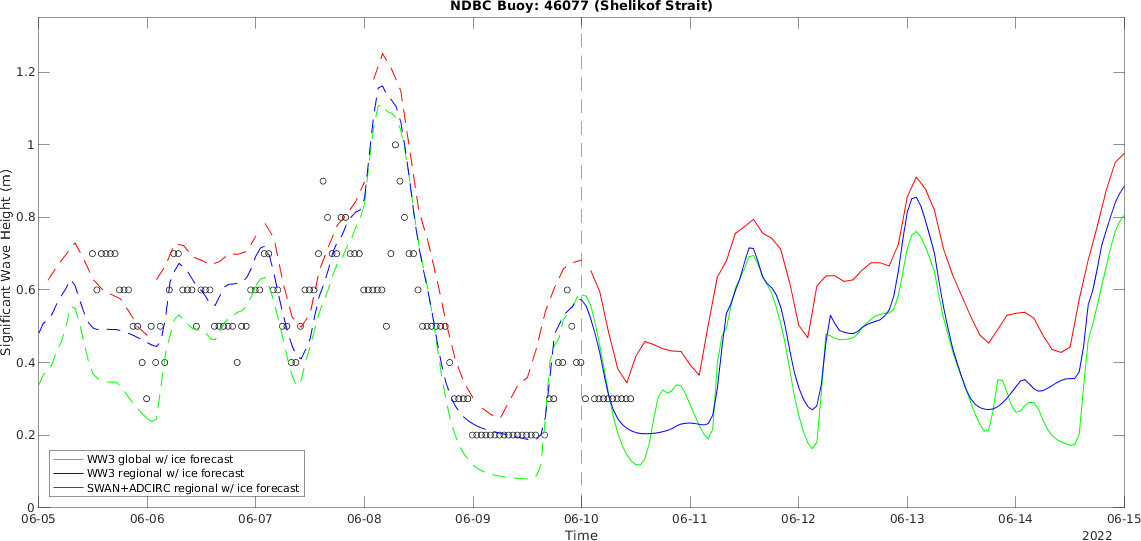 NDBC Buoy: 46077 (Shelikof Strait)
Significant Wave Height (m)
1.2
1
0.8
0.6
0.4
0.2
0
WW3 global w/ ice forecast
WW3 regional w/ ice forecast
SWAN+ADCIRC regional w/ ice forecast
06-05 06-06 06-07 06-08 06-09 06-10 06-11 06-12 06-13 06-14 06-15
Time
2022